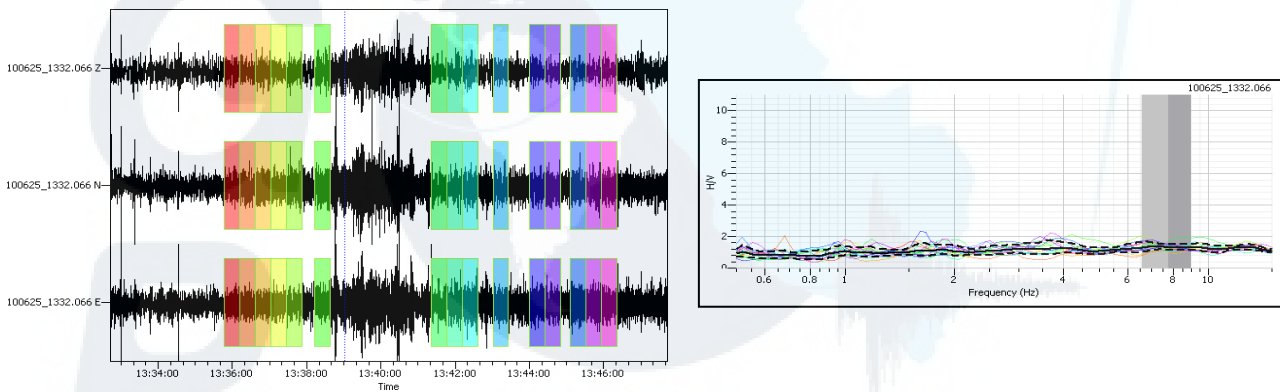 100625_1332.066 Z
100625_1332.066 N
100625_1332.066 E
13:34:00 13:36:00 13:38:00 13:40:00 13:42:00 13:44:00 13:46:00
Time
100625_1332.066
10
8
6
4
2
0
H/V
0.6 0.8 1 2 4 6 8 10
Frequency (Hz)